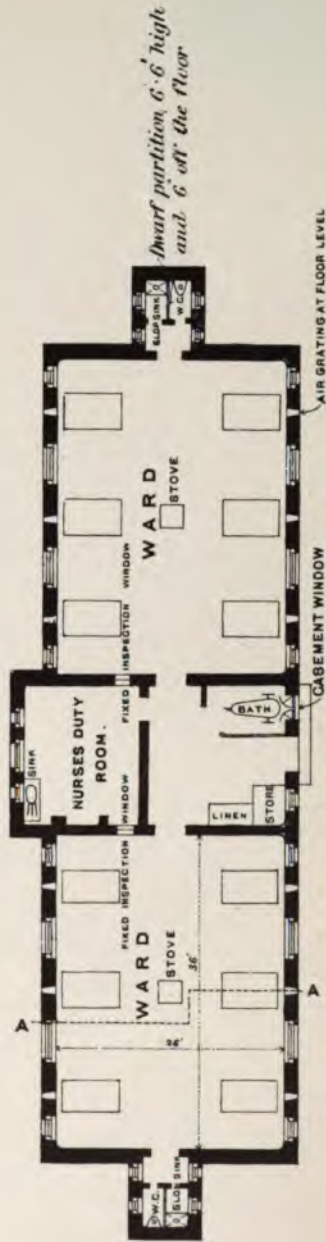 Dwarf partition, 6·6" high
and 6" off the floor
SLOP SINK
W.C.
AIR GRATING AT FLOOR LEVEL
WARD
STOVE
FIXED INSPECTION WINDOW
CASEMENT WINDOW
SINK
NURSES DUTY
ROOM.
BATH
LINEN
STORE
FIXED INSPECTION WINDOW
WARD
STOVE
36'
26'
A
A
W.C.
SLOP SINK